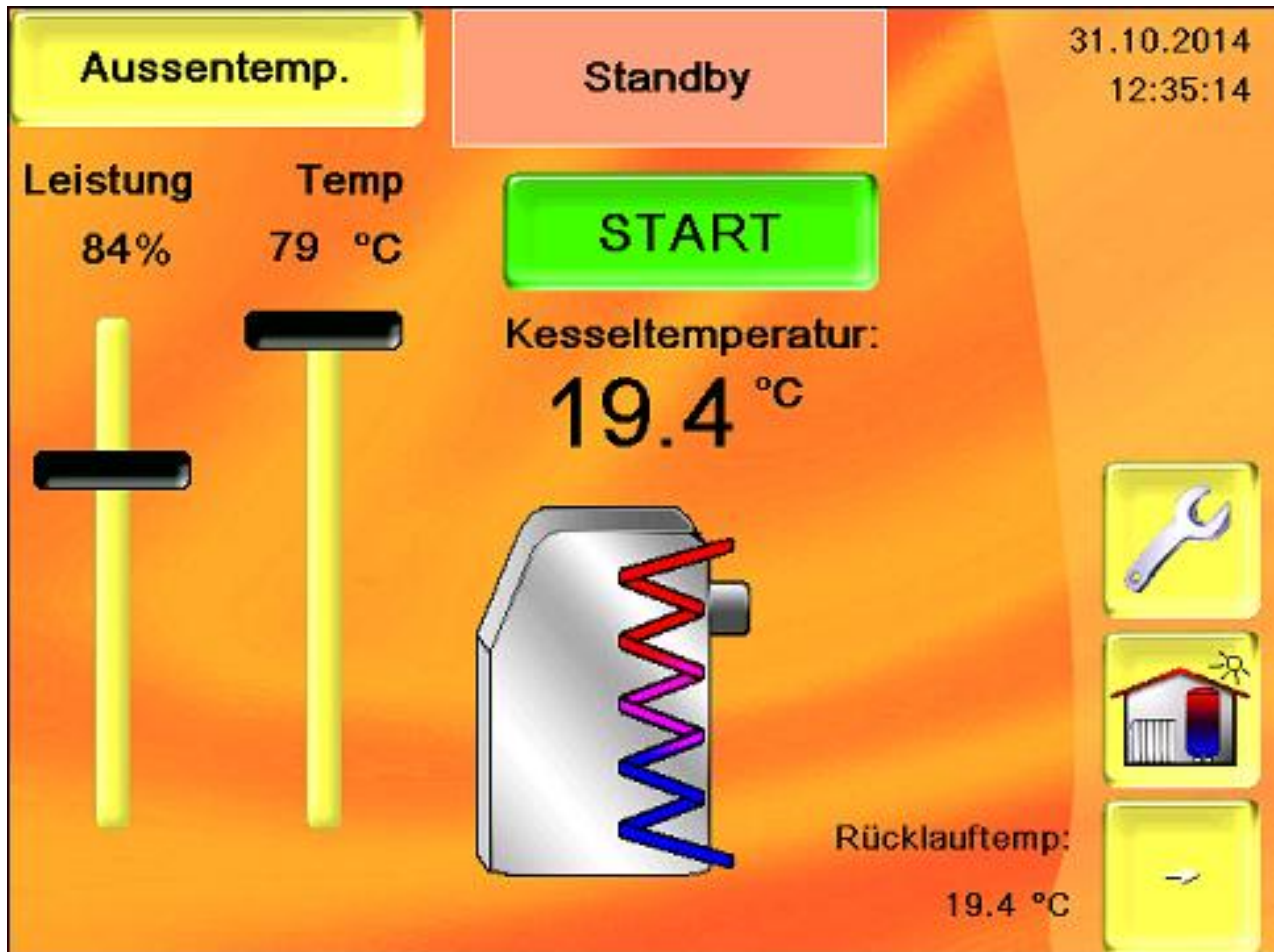 Aussentemp.
Standby
31.10.2014
12:35:14
Leistung
Temp
84%
79 °C
START
Kesseltemperatur:
19.4 °C
Rücklauftemp:
19.4 °C